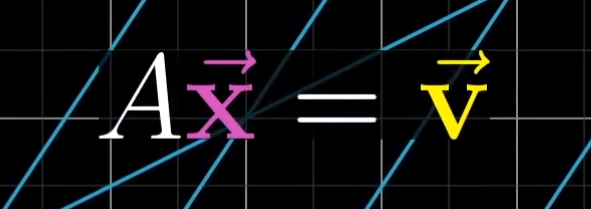 A𝐱⃗ = 𝐯⃗